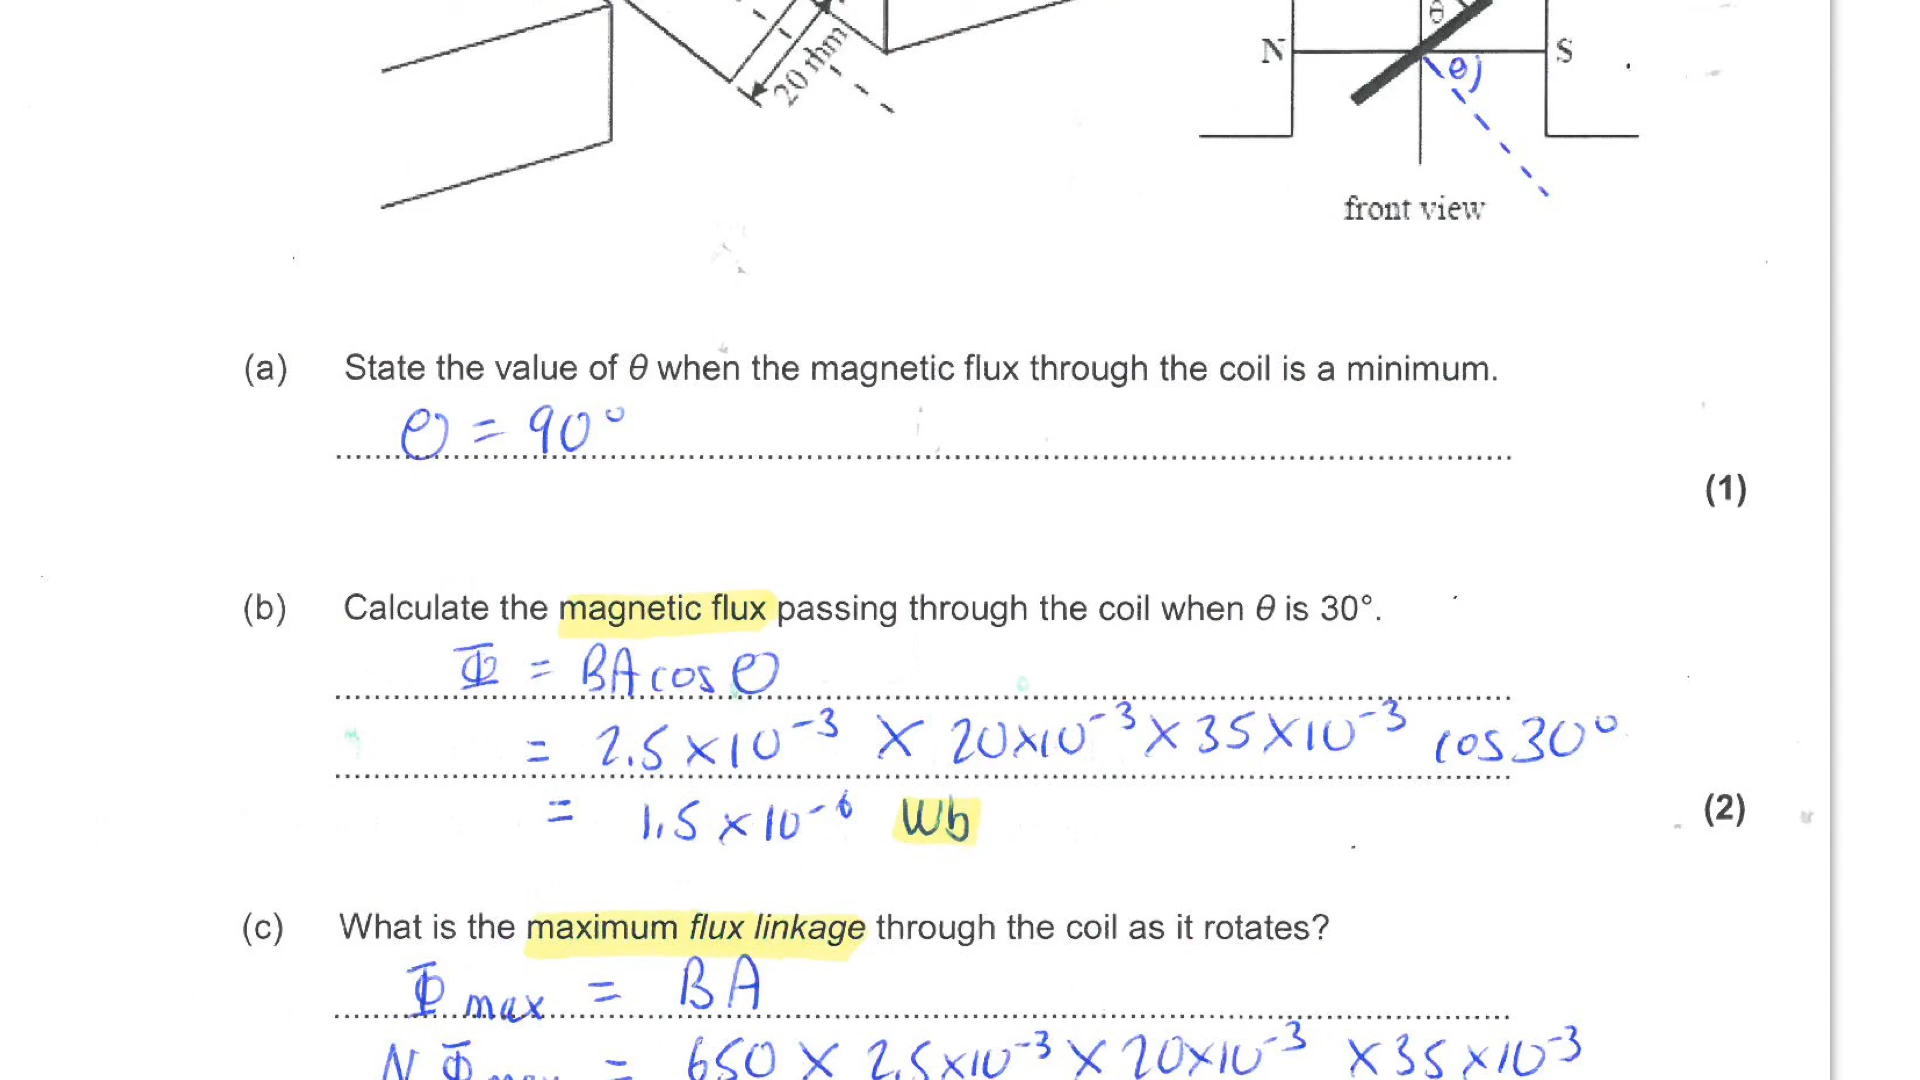 20 mm
θ
N
S
θ
front view
(a) State the value of θ when the magnetic flux through the coil is a minimum.
θ = 90°
(1)
(b) Calculate the magnetic flux passing through the coil when θ is 30°.
Φ = BA cos θ
= 2.5 × 10⁻³ × 20×10⁻³ × 35×10⁻³ cos 30°
= 1.5 × 10⁻⁶ Wb
(2)
(c) What is the maximum flux linkage through the coil as it rotates?
Φ max = BA
N Φ max = 650 × 2.5×10⁻³ × 20×10⁻³ × 35×10⁻³